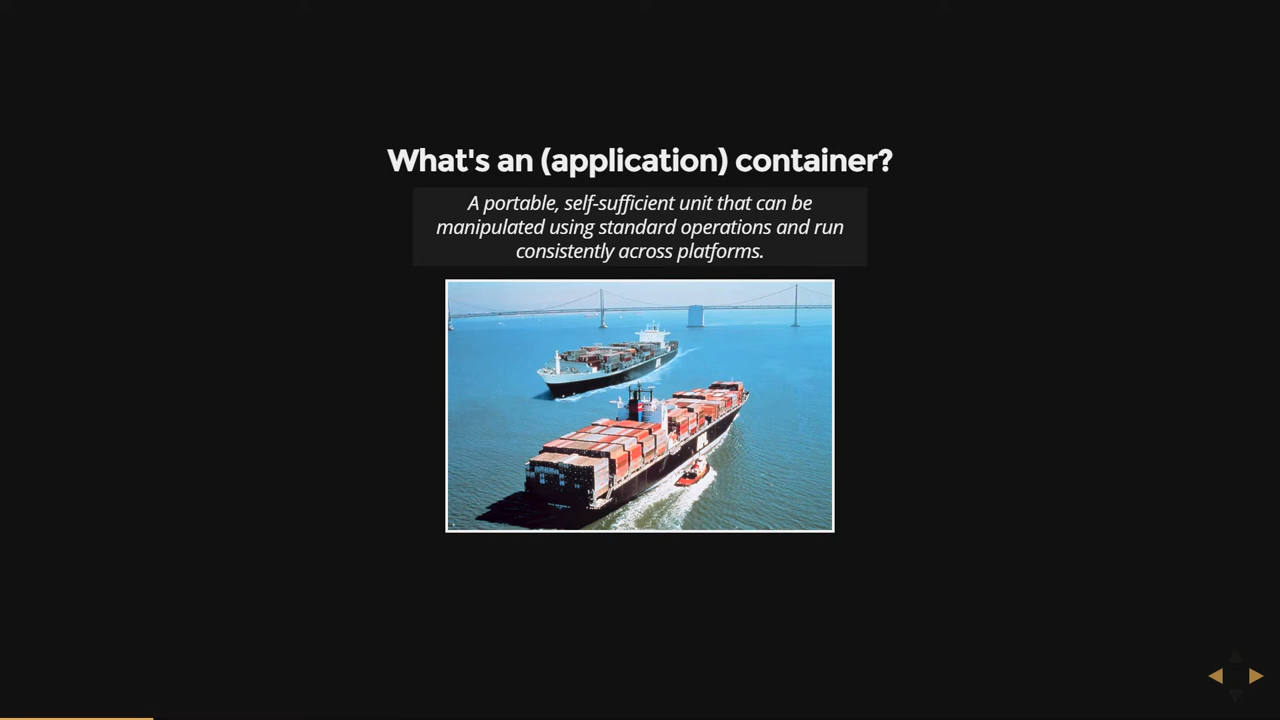 What's an (application) container?
A portable, self-sufficient unit that can be
manipulated using standard operations and run
consistently across platforms.